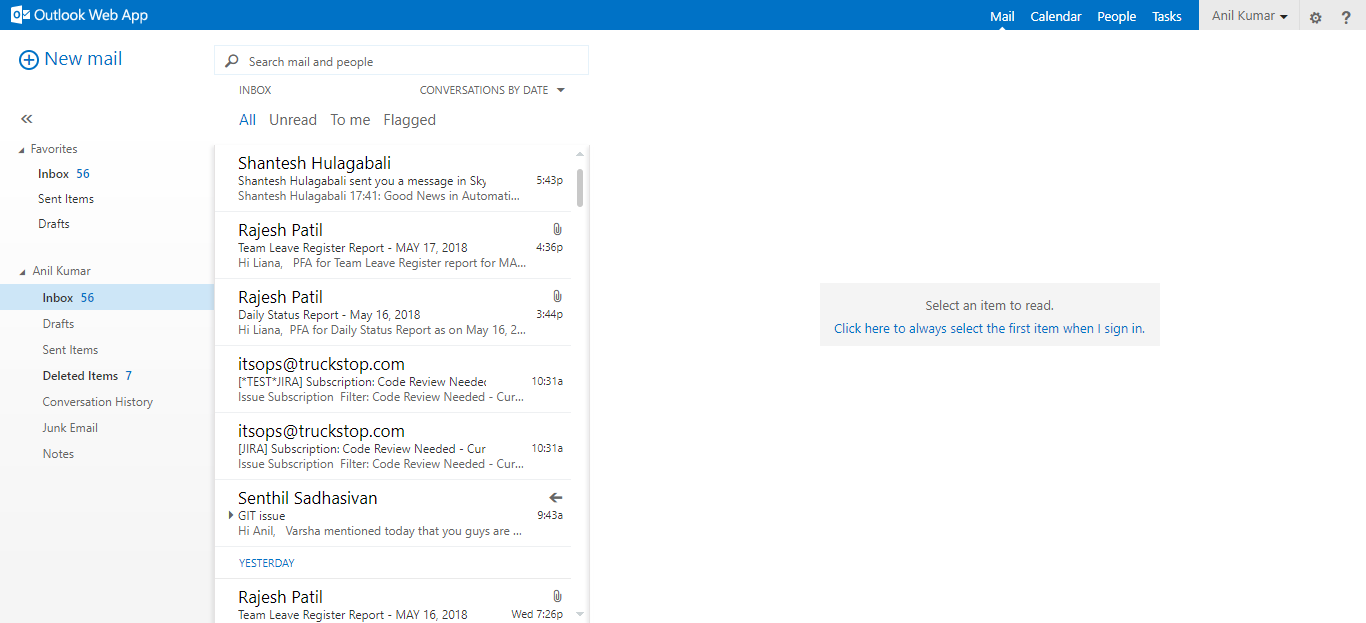 Outlook Web App
Mail Calendar People Tasks Anil Kumar
New mail
Search mail and people
INBOX CONVERSATIONS BY DATE
All Unread To me Flagged
Favorites
Inbox 56
Sent Items
Drafts
Anil Kumar
Inbox 56
Drafts
Sent Items
Deleted Items 7
Conversation History
Junk Email
Notes
Shantesh Hulagabali
Shantesh Hulagabali sent you a message in Sky 5:43p
Shantesh Hulagabali 17:41: Good News in Automati...
Rajesh Patil
Team Leave Register Report - MAY 17, 2018 4:36p
Hi Liana, PFA for Team Leave Register report for MA...
Rajesh Patil
Daily Status Report - May 16, 2018 3:44p
Hi Liana, PFA for Daily Status Report as on May 16, 2...
itsops@truckstop.com
[*TEST*JIRA] Subscription: Code Review Needed 10:31a
Issue Subscription Filter: Code Review Needed - Cur...
itsops@truckstop.com
[JIRA] Subscription: Code Review Needed - Cur 10:31a
Issue Subscription Filter: Code Review Needed - Cur...
Senthil Sadhasivan
GIT issue 9:43a
Hi Anil, Varsha mentioned today that you guys are ...
YESTERDAY
Rajesh Patil
Team Leave Register Report - MAY 16, 2018 Wed 7:26p
Select an item to read.
Click here to always select the first item when I sign in.